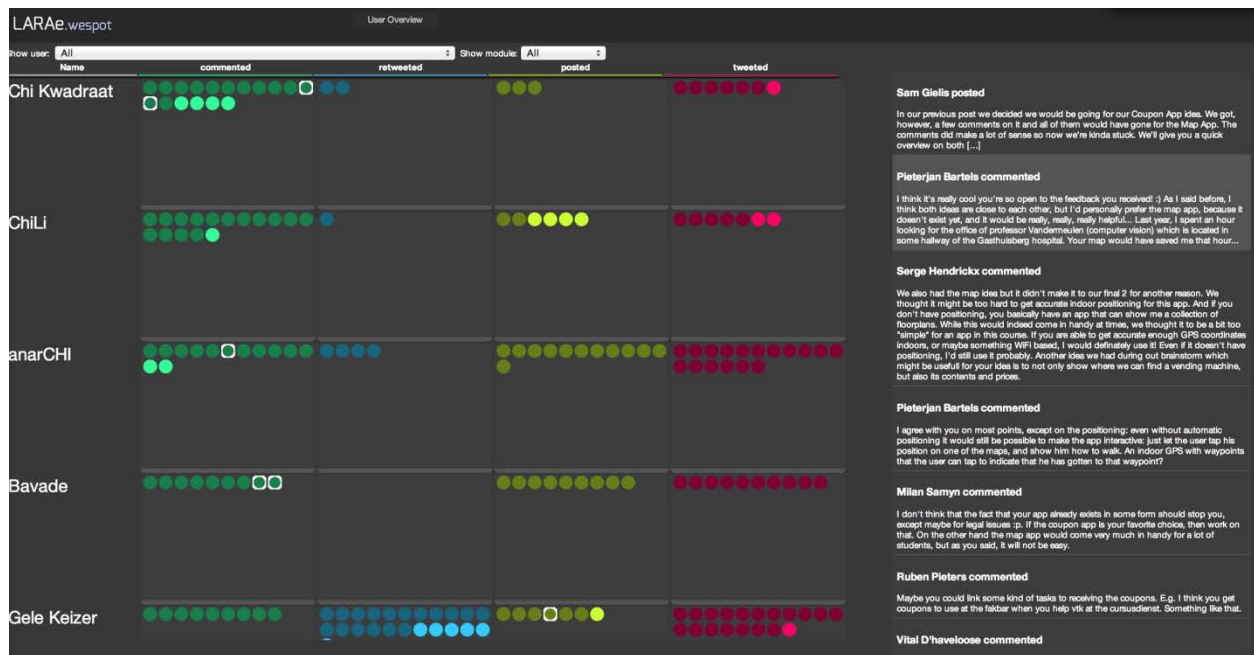 LARAe.wespot
User Overview
Show user: All
Show module: All
Name
commented
retweeted
posted
tweeted
Chi Kwadraat
ChiLi
anarCHI
Bavade
Gele Keizer
Sam Gielis posted
In our previous post we decided we would be going for our Coupon App idea. We got,
however, a few comments on it and all of them would have gone for the Map App. The
comments did make a lot of sense so now we're kinda stuck. We'll give you a quick
overview on both [...]
Pieterjan Bartels commented
I think it's really cool you're so open to the feedback you received! :) As I said before, I
think both ideas are close to each other, but I'd personally prefer the map app, because it
doesn't exist yet, and it would be really, really, really helpful... Last year, I spent an hour
looking for the office of professor Vandermeulen (computer vision) which is located in
some hallway of the Gasthuisberg hospital. Your map would have saved me that hour...
Serge Hendrickx commented
We also had the map idea but it didn't make it to our final 2 for another reason. We
thought it might be too hard to get accurate indoor positioning for this app. And if you
don't have positioning, you basically have an app that can show me a collection of
floorplans. While this would indeed come in handy at times, we thought it to be a bit too
"simple" for an app in this course. If you are able to get accurate enough GPS coordinates
indoors, or maybe something WiFi based, I would definately use it! Even if it doesn't have
positioning, I'd still use it probably. Another idea we had during out brainstorm which
might be usefull for your idea is to not only show where we can find a vending machine,
but also its contents and prices.
Pieterjan Bartels commented
I agree with you on most points, except on the positioning: even without automatic
positioning it would still be possible to make the app interactive: just let the user tap his
position on one of the maps, and show him how to walk. An indoor GPS with waypoints
that the user can tap to indicate that he has gotten to that waypoint?
Milan Samyn commented
I don't think that the fact that your app already exists in some form should stop you,
except maybe for legal issues :p. If the coupon app is your favorite choice, then work on
that. On the other hand the map app would come very much in handy for a lot of
students, but as you said, it will not be easy.
Ruben Pieters commented
Maybe you could link some kind of tasks to receiving the coupons. E.g. I think you get
coupons to use at the fakbar when you help vtk at the cursusdienst. Something like that.
Vital D'haveloose commented